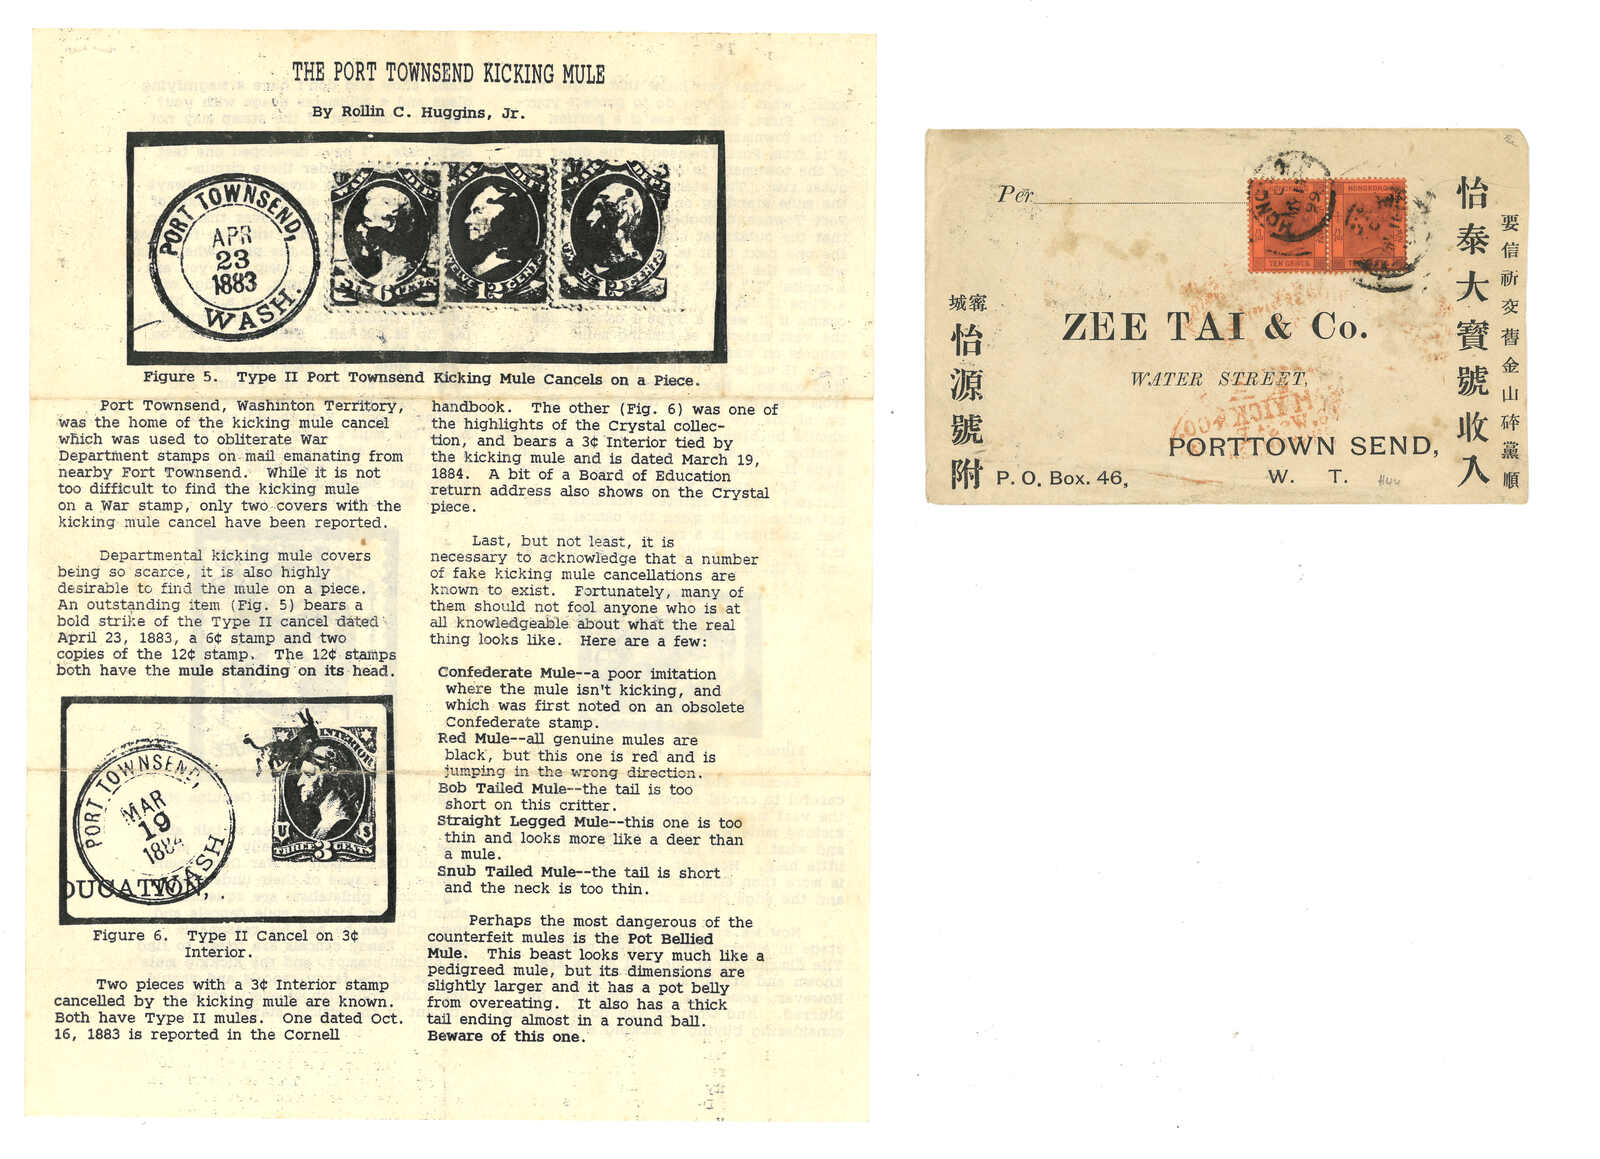 THE PORT TOWNSEND KICKING MULE
By Rollin C. Huggins, Jr.
PORT TOWNSEND,
APR
23
1883
WASH.
Figure 5. Type II Port Townsend Kicking Mule Cancels on a Piece.
Port Townsend, Washinton Territory,
was the home of the kicking mule cancel
which was used to obliterate War
Department stamps on mail emanating from
nearby Fort Townsend. While it is not
too difficult to find the kicking mule
on a War stamp, only two covers with the
kicking mule cancel have been reported.
Departmental kicking mule covers
being so scarce, it is also highly
desirable to find the mule on a piece.
An outstanding item (Fig. 5) bears a
bold strike of the Type II cancel dated
April 23, 1883, a 6¢ stamp and two
copies of the 12¢ stamp. The 12¢ stamps
both have the mule standing on its head.
PORT TOWNSEND,
MAR
19
1884
WASH
DUCATION,
U S
THREE 3 CENTS
Figure 6. Type II Cancel on 3¢
Interior.
Two pieces with a 3¢ Interior stamp
cancelled by the kicking mule are known.
Both have Type II mules. One dated Oct.
16, 1883 is reported in the Cornell
handbook. The other (Fig. 6) was one of
the highlights of the Crystal collec-
tion, and bears a 3¢ Interior tied by
the kicking mule and is dated March 19,
1884. A bit of a Board of Education
return address also shows on the Crystal
piece.
Last, but not least, it is
necessary to acknowledge that a number
of fake kicking mule cancellations are
known to exist. Fortunately, many of
them should not fool anyone who is at
all knowledgeable about what the real
thing looks like. Here are a few:
Confederate Mule--a poor imitation
where the mule isn't kicking, and
which was first noted on an obsolete
Confederate stamp.
Red Mule--all genuine mules are
black, but this one is red and is
jumping in the wrong direction.
Bob Tailed Mule--the tail is too
short on this critter.
Straight Legged Mule--this one is too
thin and looks more like a deer than
a mule.
Snub Tailed Mule--the tail is short
and the neck is too thin.
Perhaps the most dangerous of the
counterfeit mules is the Pot Bellied
Mule. This beast looks very much like a
pedigreed mule, but its dimensions are
slightly larger and it has a pot belly
from overeating. It also has a thick
tail ending almost in a round ball.
Beware of this one.
要信祈交舊金山碎黨順
怡泰大寶號收入
Per
HONGKONG
TEN CENTS
ZEE TAI & Co.
WATER STREET,
PORTTOWN SEND,
P. O. Box. 46, W. T.
甯城
怡源號附